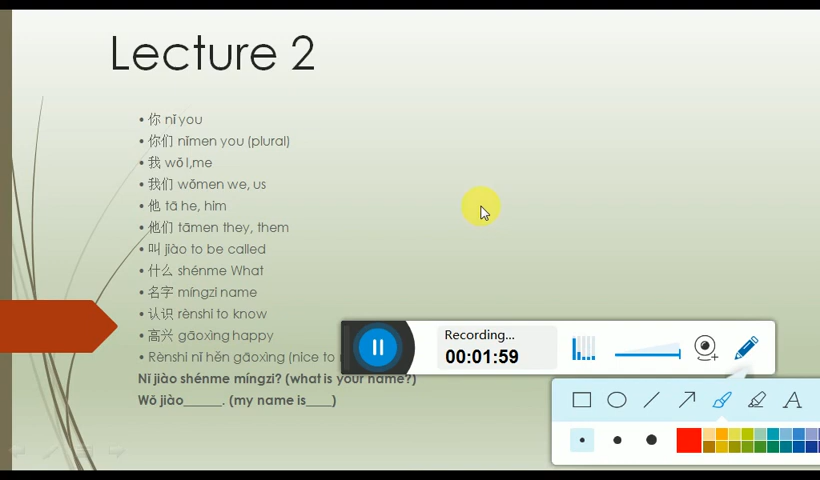 Lecture 2
• 你 nǐ you
• 你们 nǐmen you (plural)
• 我 wǒ I,me
• 我们 wǒmen we, us
• 他 tā he, him
• 他们 tāmen they, them
• 叫 jiào to be called
• 什么 shénme What
• 名字 míngzi name
• 认识 rènshi to know
• 高兴 gāoxìng happy
• Rènshi nǐ hěn gāoxìng (nice to
Nǐ jiào shénme míngzi? (what is your name?)
Wǒ jiào______. (my name is____)
Recording...
00:01:59
A